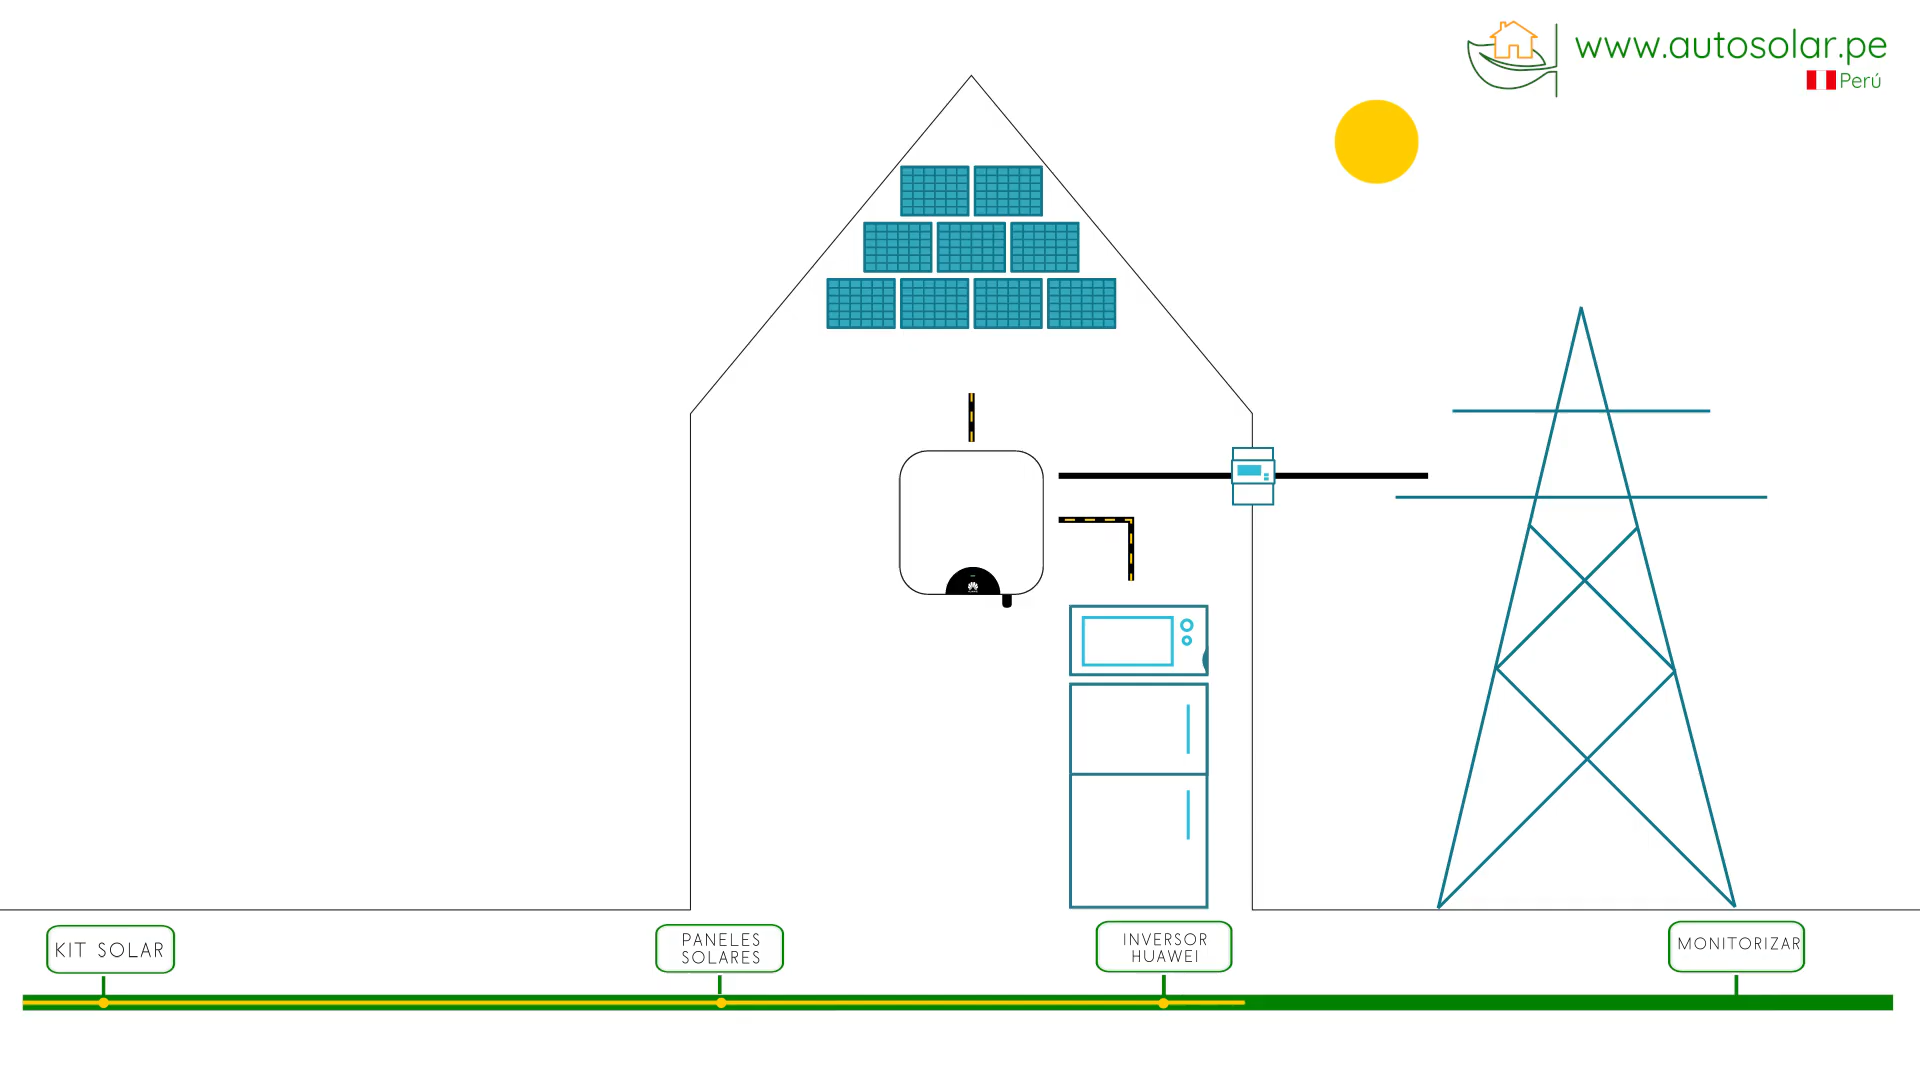 www.autosolar.pe
Perú
KIT SOLAR
PANELES
SOLARES
INVERSOR
HUAWEI
MONITORIZAR